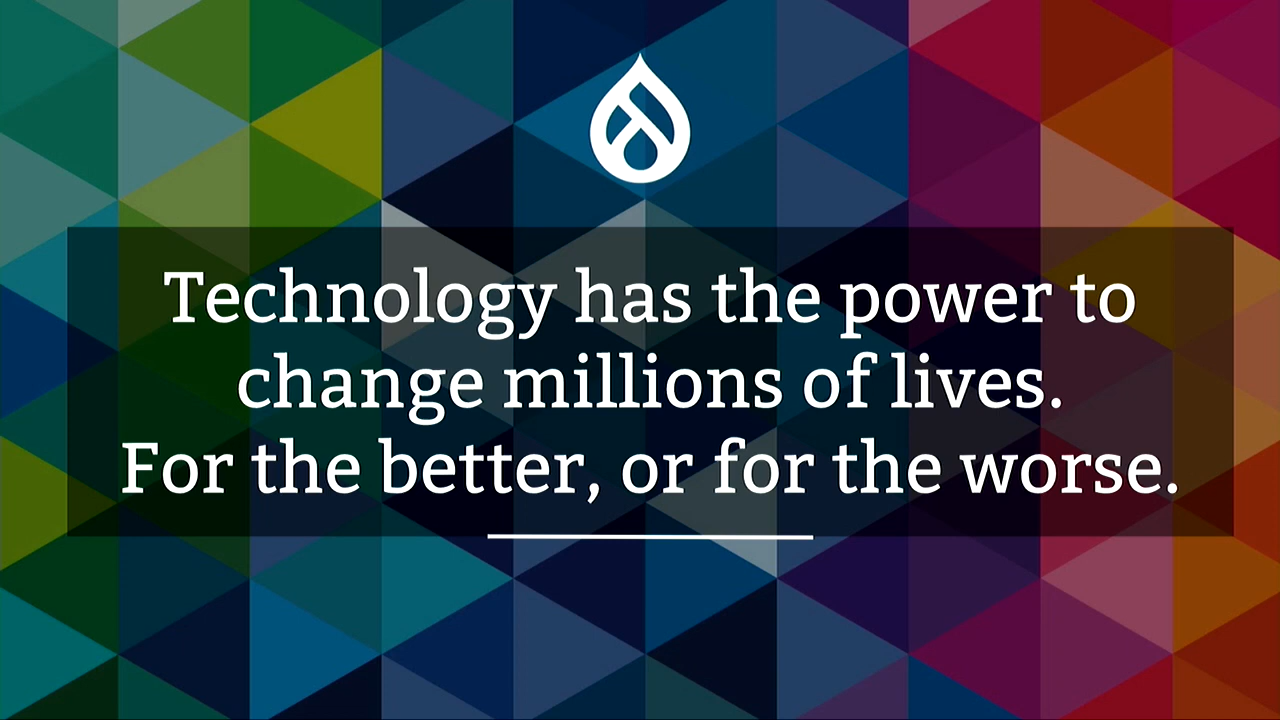 Technology has the power to
change millions of lives.
For the better, or for the worse.